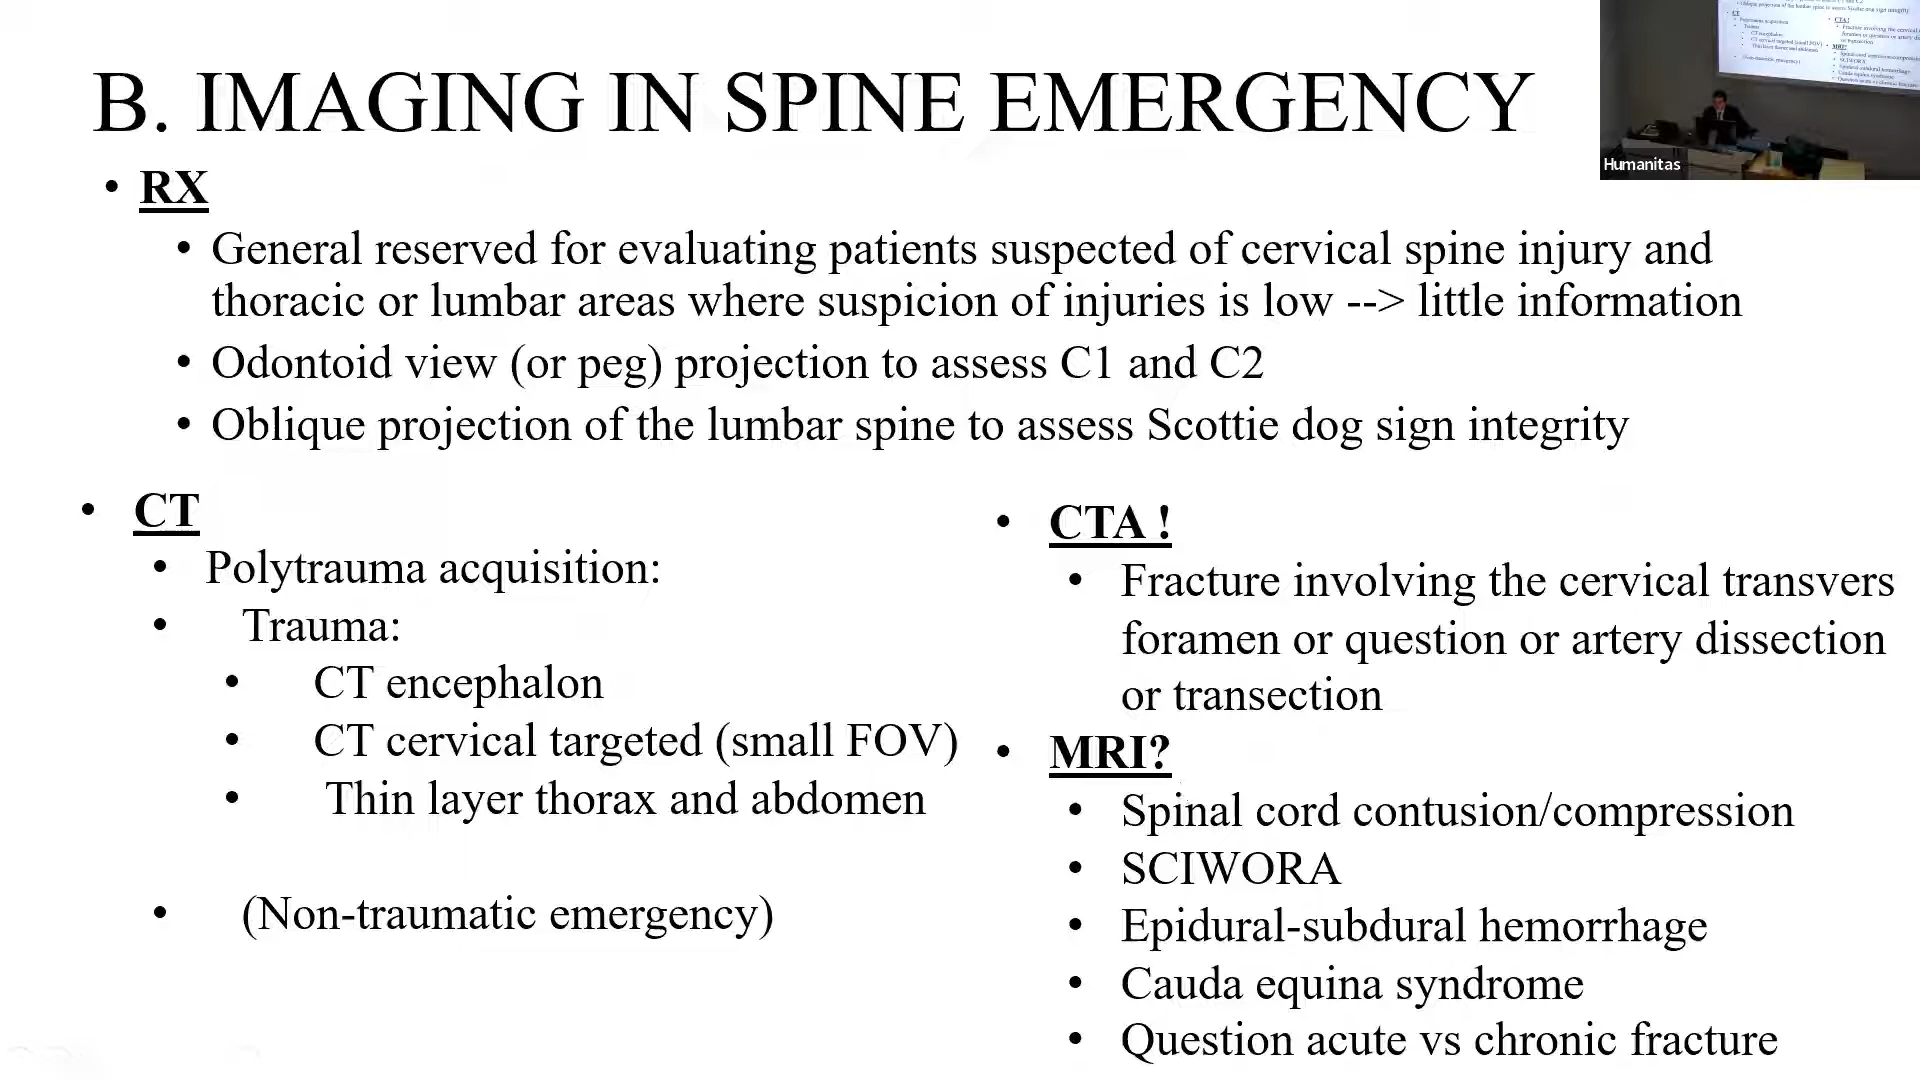 B. IMAGING IN SPINE EMERGENCY
Humanitas
• RX
• General reserved for evaluating patients suspected of cervical spine injury and
thoracic or lumbar areas where suspicion of injuries is low --> little information
• Odontoid view (or peg) projection to assess C1 and C2
• Oblique projection of the lumbar spine to assess Scottie dog sign integrity
• CT
• Polytrauma acquisition:
• Trauma:
• CT encephalon
• CT cervical targeted (small FOV)
• Thin layer thorax and abdomen
• (Non-traumatic emergency)
• CTA !
• Fracture involving the cervical transvers
foramen or question or artery dissection
or transection
• MRI?
• Spinal cord contusion/compression
• SCIWORA
• Epidural-subdural hemorrhage
• Cauda equina syndrome
• Question acute vs chronic fracture